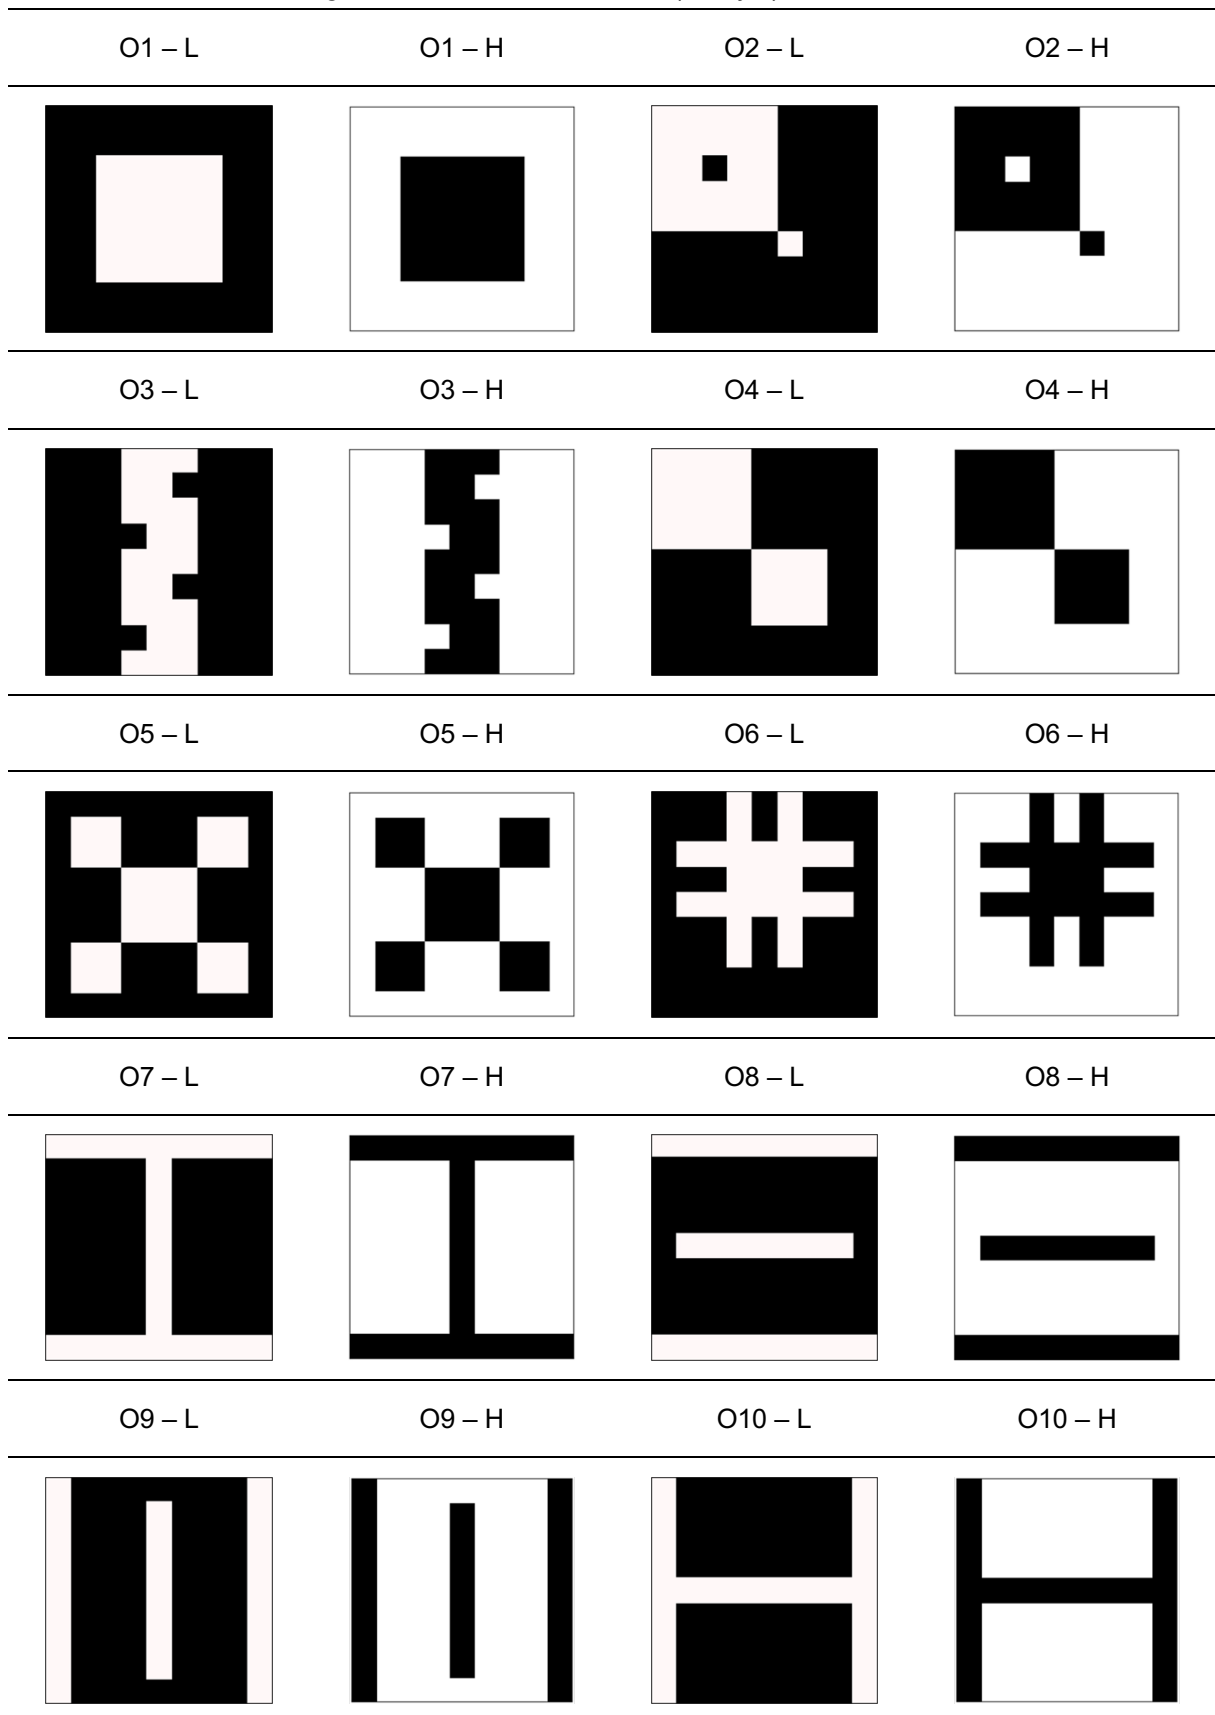 O1 – L O1 – H O2 – L O2 – H
O3 – L O3 – H O4 – L O4 – H
O5 – L O5 – H O6 – L O6 – H
O7 – L O7 – H O8 – L O8 – H
O9 – L O9 – H O10 – L O10 – H